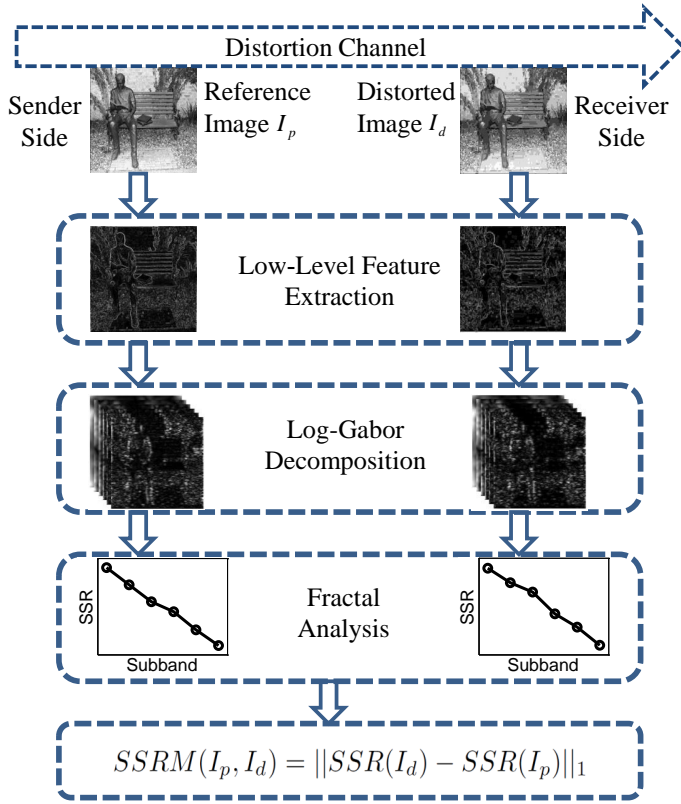 Distortion Channel
Sender
Side
Reference
Image I_p
Distorted
Image I_d
Receiver
Side
Low-Level Feature
Extraction
Log-Gabor
Decomposition
SSR
Subband
Fractal
Analysis
SSR
Subband
SSRM(I_p, I_d) = ||SSR(I_d) − SSR(I_p)||_1